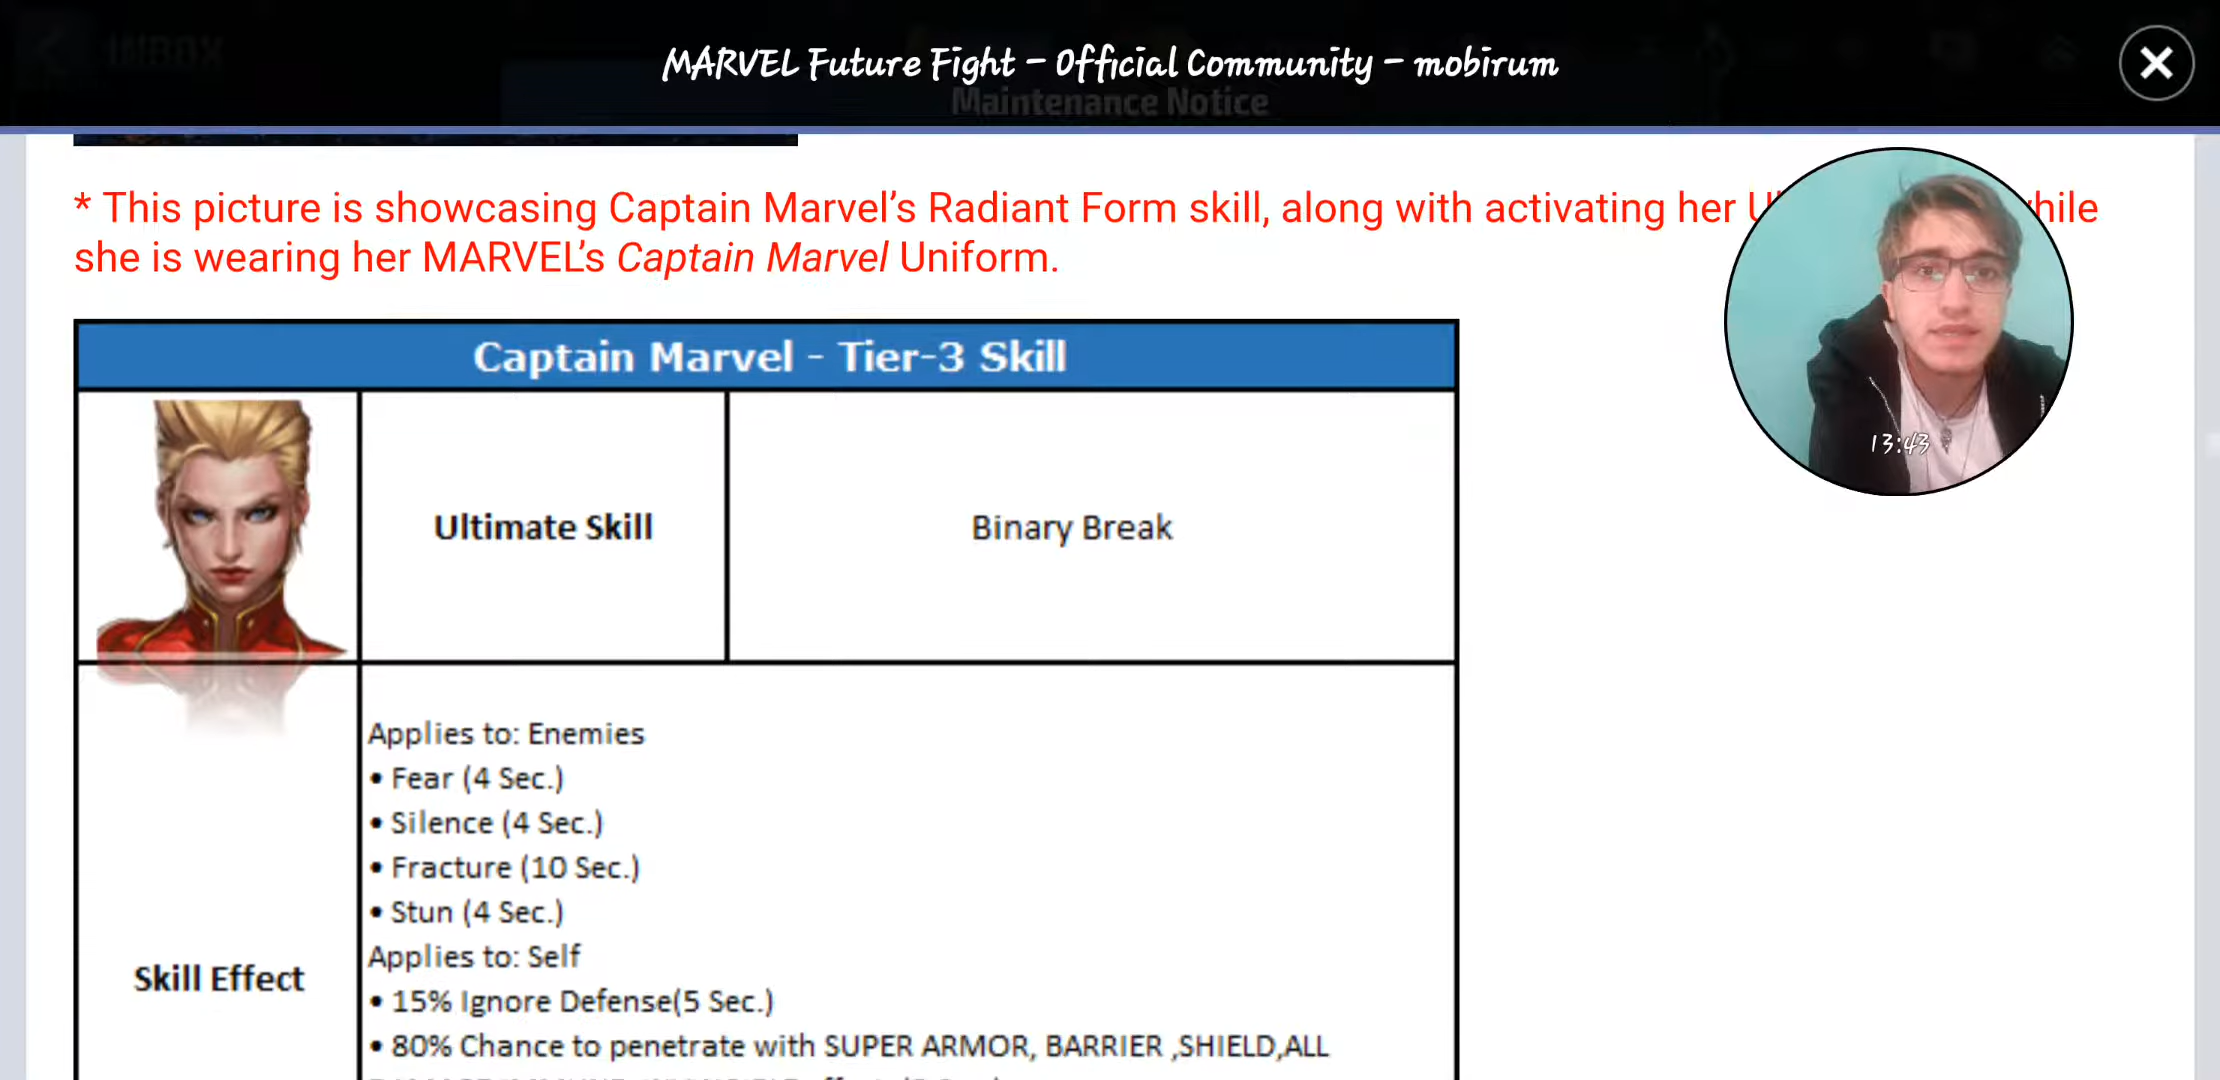 INBOX
MARVEL Future Fight – Official Community – mobirum
Maintenance Notice
* This picture is showcasing Captain Marvel’s Radiant Form skill, along with activating her
she is wearing her MARVEL’s Captain Marvel Uniform.
13:43
Captain Marvel - Tier-3 Skill
Ultimate Skill
Binary Break
Skill Effect
Applies to: Enemies
• Fear (4 Sec.)
• Silence (4 Sec.)
• Fracture (10 Sec.)
• Stun (4 Sec.)
Applies to: Self
• 15% Ignore Defense(5 Sec.)
• 80% Chance to penetrate with SUPER ARMOR, BARRIER ,SHIELD,ALL